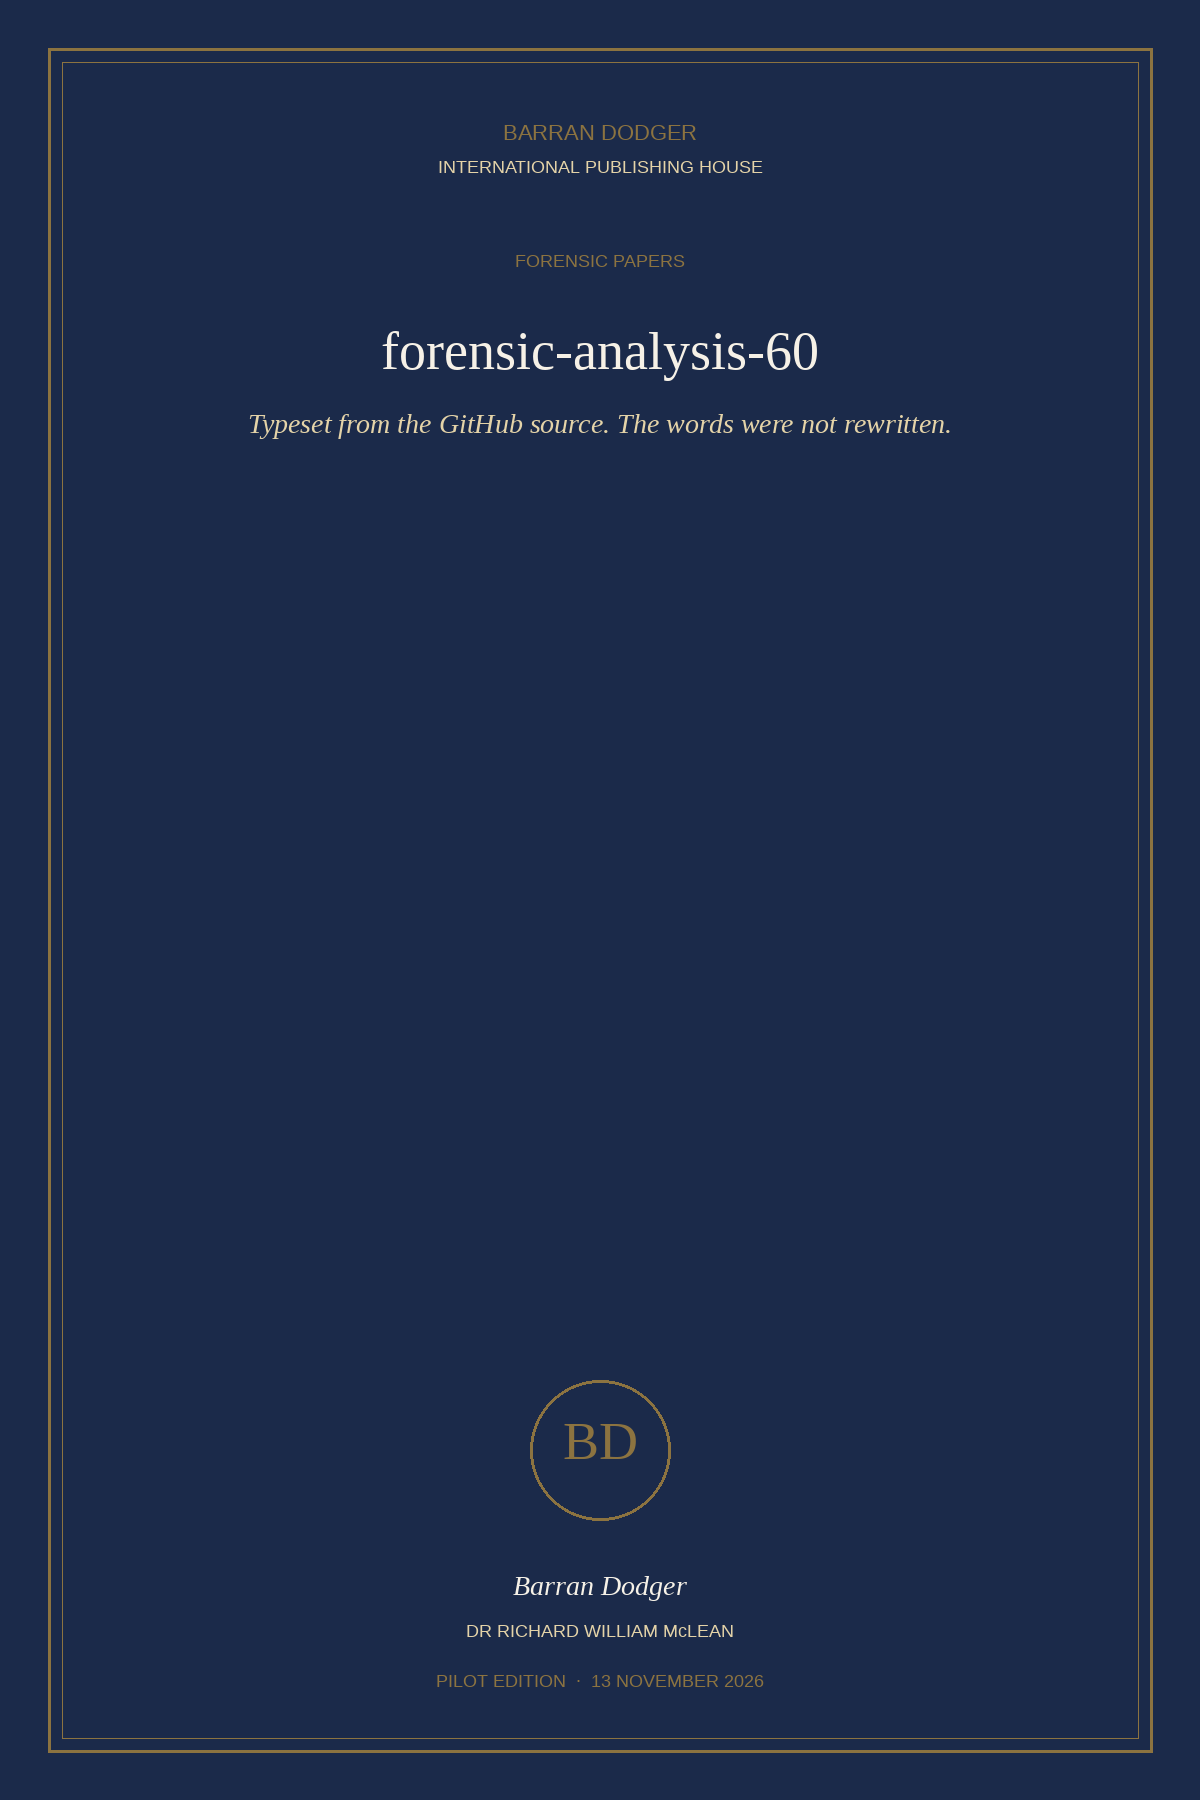 BARRAN DODGER
INTERNATIONAL PUBLISHING HOUSE
FORENSIC PAPERS
forensic-analysis-60
Typeset from the GitHub source. The words were not rewritten.
BD
Barran Dodger
DR RICHARD WILLIAM McLEAN
PILOT EDITION · 13 NOVEMBER 2026